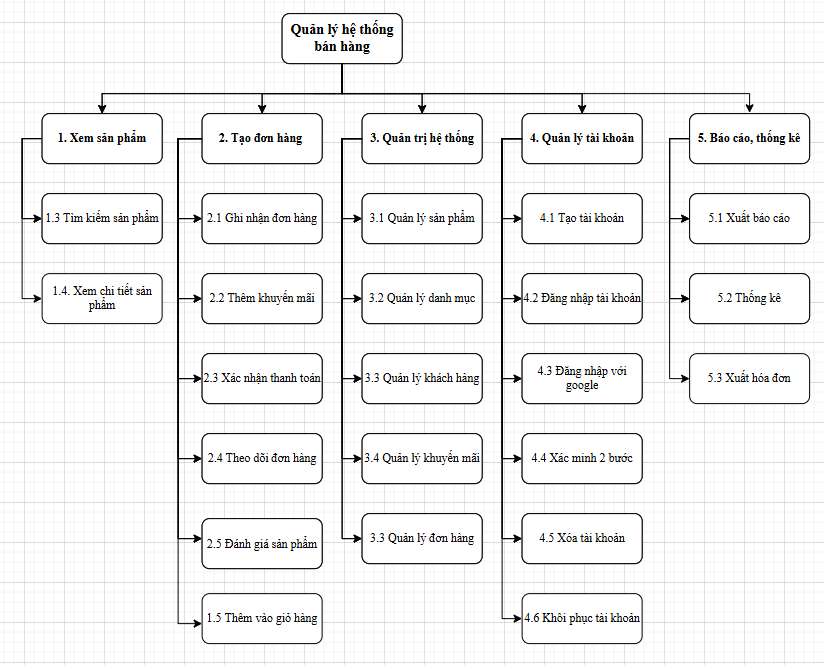 Quản lý hệ thống
bán hàng
1. Xem sản phẩm
2. Tạo đơn hàng
3. Quản trị hệ thống
4. Quản lý tài khoản
5. Báo cáo, thống kê
1.3 Tìm kiếm sản phẩm
2.1 Ghi nhận đơn hàng
3.1 Quản lý sản phẩm
4.1 Tạo tài khoản
5.1 Xuất báo cáo
1.4. Xem chi tiết sản
phẩm
2.2 Thêm khuyến mãi
3.2 Quản lý danh mục
4.2 Đăng nhập tài khoản
5.2 Thống kê
2.3 Xác nhận thanh toán
3.3 Quản lý khách hàng
4.3 Đăng nhập với
google
5.3 Xuất hóa đơn
2.4 Theo dõi đơn hàng
3.4 Quản lý khuyến mãi
4.4 Xác minh 2 bước
2.5 Đánh giá sản phẩm
3.3 Quản lý đơn hàng
4.5 Xóa tài khoản
1.5 Thêm vào giỏ hàng
4.6 Khôi phục tài khoản